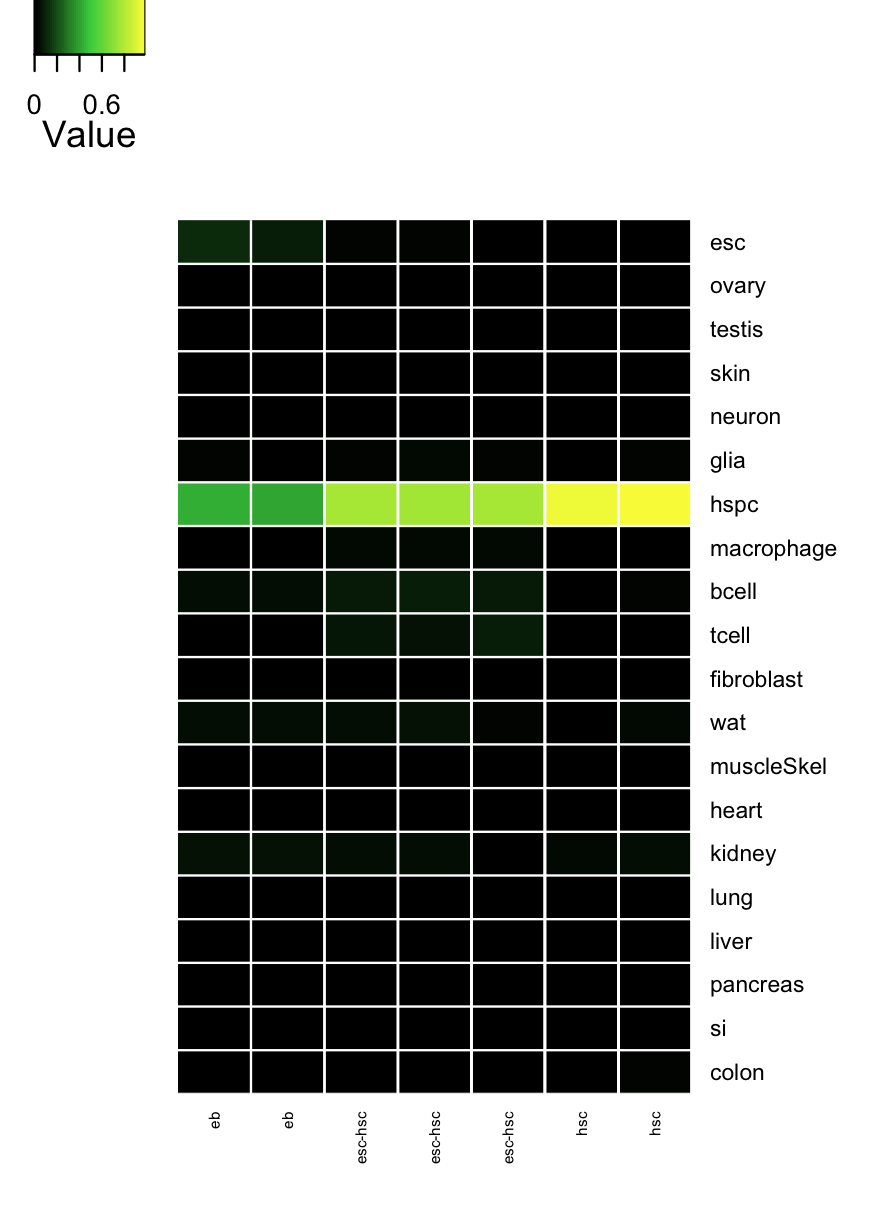 0 0.6
Value
esc
ovary
testis
skin
neuron
glia
hspc
macrophage
bcell
tcell
fibroblast
wat
muscleSkel
heart
kidney
lung
liver
pancreas
si
colon
eb eb esc-hsc esc-hsc esc-hsc hsc hsc